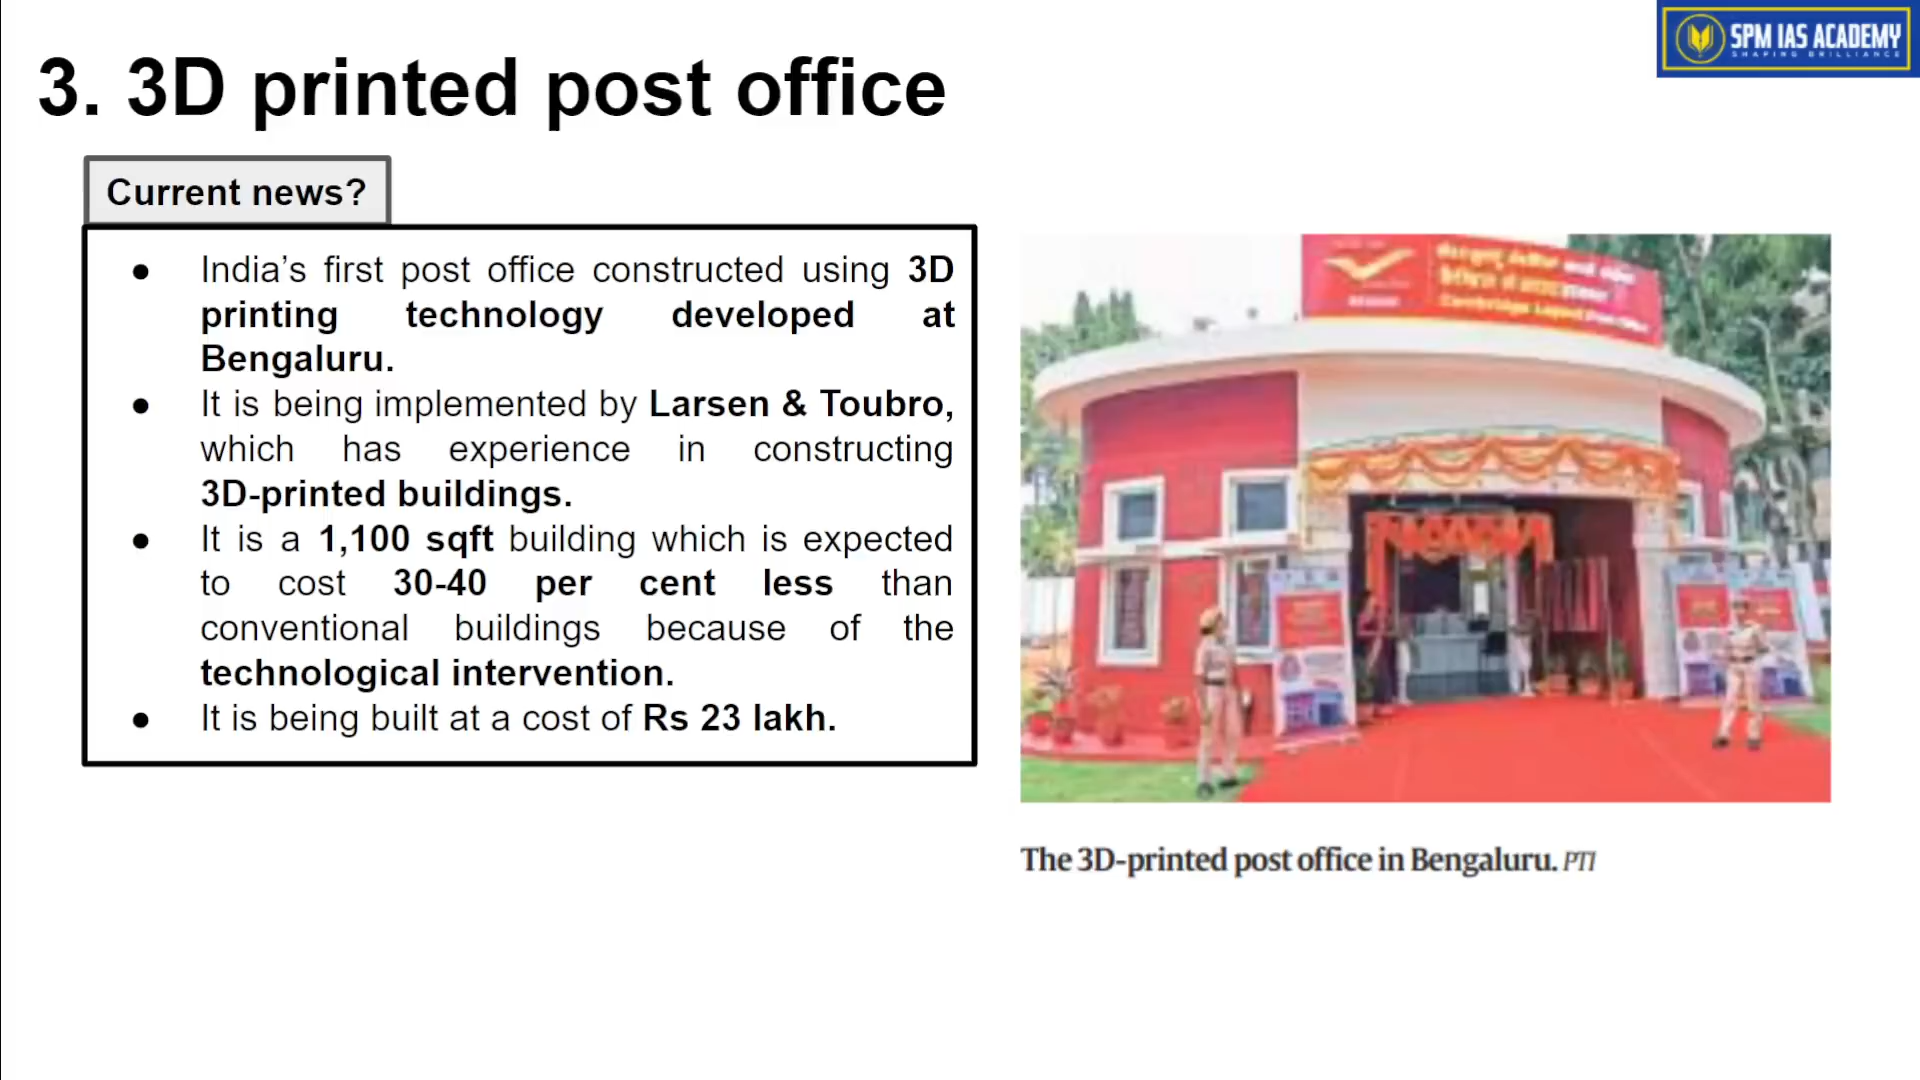 SPM IAS ACADEMY
SHAPING BRILLIANCE
3. 3D printed post office
Current news?
● India’s first post office constructed using 3D
printing technology developed at
Bengaluru.
● It is being implemented by Larsen & Toubro,
which has experience in constructing
3D-printed buildings.
● It is a 1,100 sqft building which is expected
to cost 30-40 per cent less than
conventional buildings because of the
technological intervention.
● It is being built at a cost of Rs 23 lakh.
The 3D-printed post office in Bengaluru. PTI